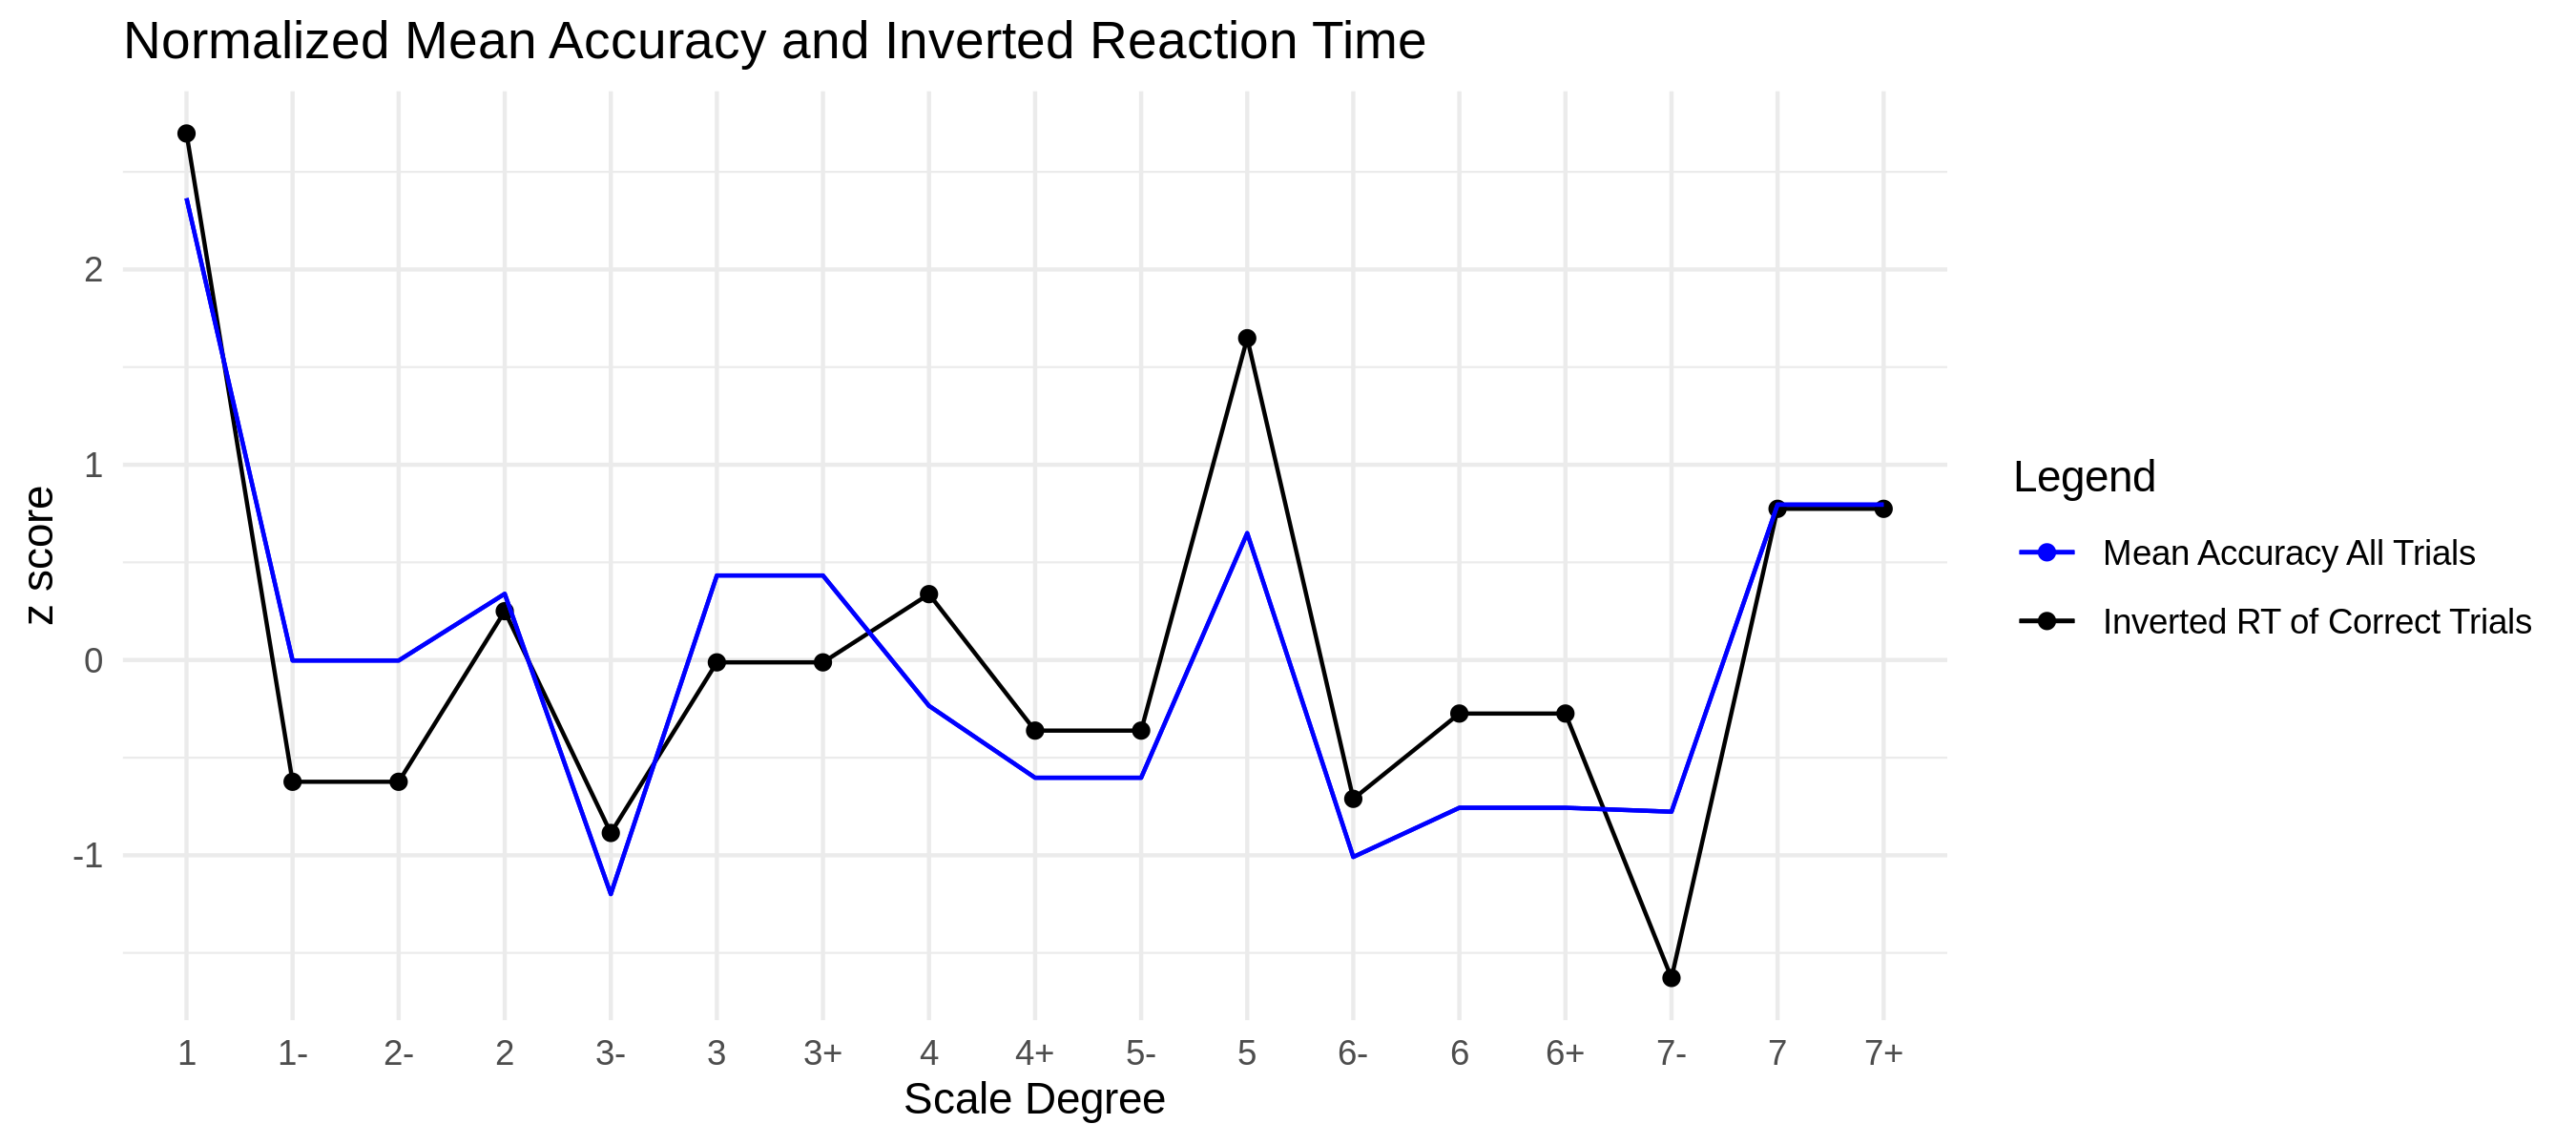 Normalized Mean Accuracy and Inverted Reaction Time
z score
2
1
0
-1
1 1- 2- 2 3- 3 3+ 4 4+ 5- 5 6- 6 6+ 7- 7 7+
Scale Degree
Legend
Mean Accuracy All Trials
Inverted RT of Correct Trials